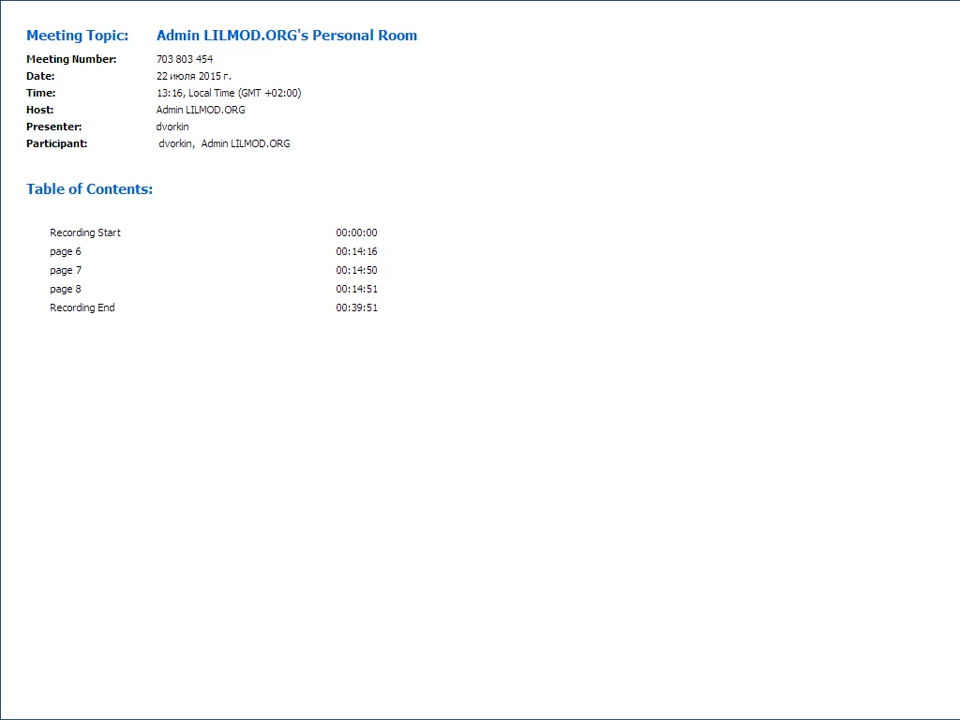 Meeting Topic: Admin LILMOD.ORG's Personal Room
Meeting Number: 703 803 454
Date: 22 июля 2015 г.
Time: 13:16, Local Time (GMT +02:00)
Host: Admin LILMOD.ORG
Presenter: dvorkin
Participant: dvorkin, Admin LILMOD.ORG
Table of Contents:
Recording Start 00:00:00
page 6 00:14:16
page 7 00:14:50
page 8 00:14:51
Recording End 00:39:51